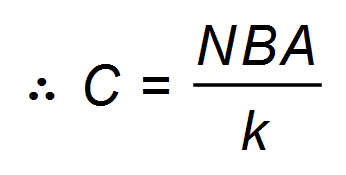 ∴ C = NBA / k